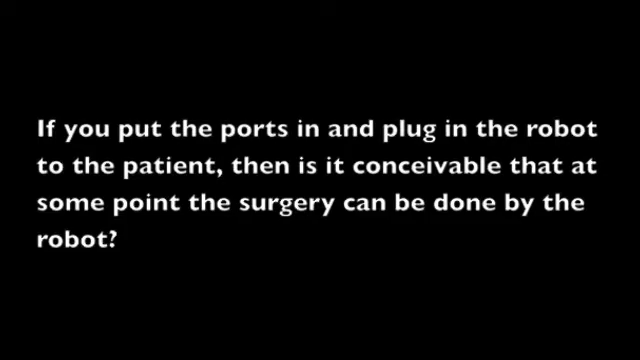 If you put the ports in and plug in the robot
to the patient, then is it conceivable that at
some point the surgery can be done by the
robot?